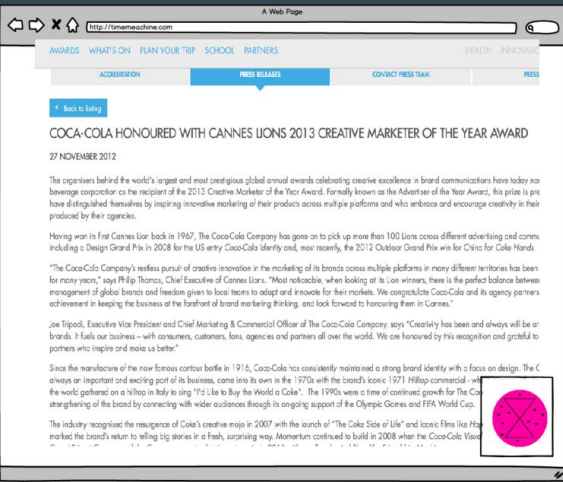 A Web Page
http://timemeachine.com
AWARDS WHAT'S ON PLAN YOUR TRIP SCHOOL PARTNERS HEALTH INNOVATIO
ACCREDITATION PRESS RELEASES CONTACT PRESS TEAM PRESS
Back to listing
COCA-COLA HONOURED WITH CANNES LIONS 2013 CREATIVE MARKETER OF THE YEAR AWARD
27 NOVEMBER 2012
The organisers behind the world's largest and most prestigious global annual awards celebrating creative excellence in brand communications have today na
beverage corporation as the recipient of the 2013 Creative Marketer of the Year Award. Formally known as the Advertiser of the Year Award, this prize is pre
have distinguished themselves by inspiring innovative marketing of their products across multiple platforms and who embrace and encourage creativity in their
produced by their agencies.
Having won its first Cannes Lion back in 1967, The Coca-Cola Company has gone on to pick up more than 100 Lions across different advertising and commu
including a Design Grand Prix in 2008 for the US entry Coca-Cola Identity and, most recently, the 2012 Outdoor Grand Prix win for China for Coke Hands.
"The Coca-Cola Company's restless pursuit of creative innovation in the marketing of its brands across multiple platforms in many different territories has been
for many years," says Philip Thomas, Chief Executive of Cannes Lions. "Most noticeable, when looking at its Lion winners, there is the perfect balance betwee
management of global brands and freedom given to local teams to adapt and innovate for their markets. We congratulate Coca-Cola and its agency partners
achievement in keeping the business at the forefront of brand marketing thinking, and look forward to honouring them in Cannes."
Joe Tripodi, Executive Vice President and Chief Marketing & Commercial Officer of The Coca-Cola Company, says "Creativity has been and always will be at
brands. It fuels our business – with consumers, customers, fans, agencies and partners all over the world. We are honoured by this recognition and grateful to
partners who inspire and make us better."
Since the manufacture of the now famous contour bottle in 1916, Coca-Cola has consistently maintained a strong brand identity with a focus on design. The C
always an important and exciting part of its business, came into its own in the 1970s with the brand's iconic 1971 Hilltop commercial - wh
the world gathered on a hilltop in Italy to sing "I'd Like to Buy the World a Coke". The 1990s were a time of continued growth for The Coc
strengthening of the brand by connecting with wider audiences through its on-going support of the Olympic Games and FIFA World Cup.
The industry recognised the resurgence of Coke's creative mojo in 2007 with the launch of "The Coke Side of Life" and iconic films like Hap
marked the brand's return to telling big stories in a fresh, surprising way. Momentum continued to build in 2008 when the Coca-Cola Visual